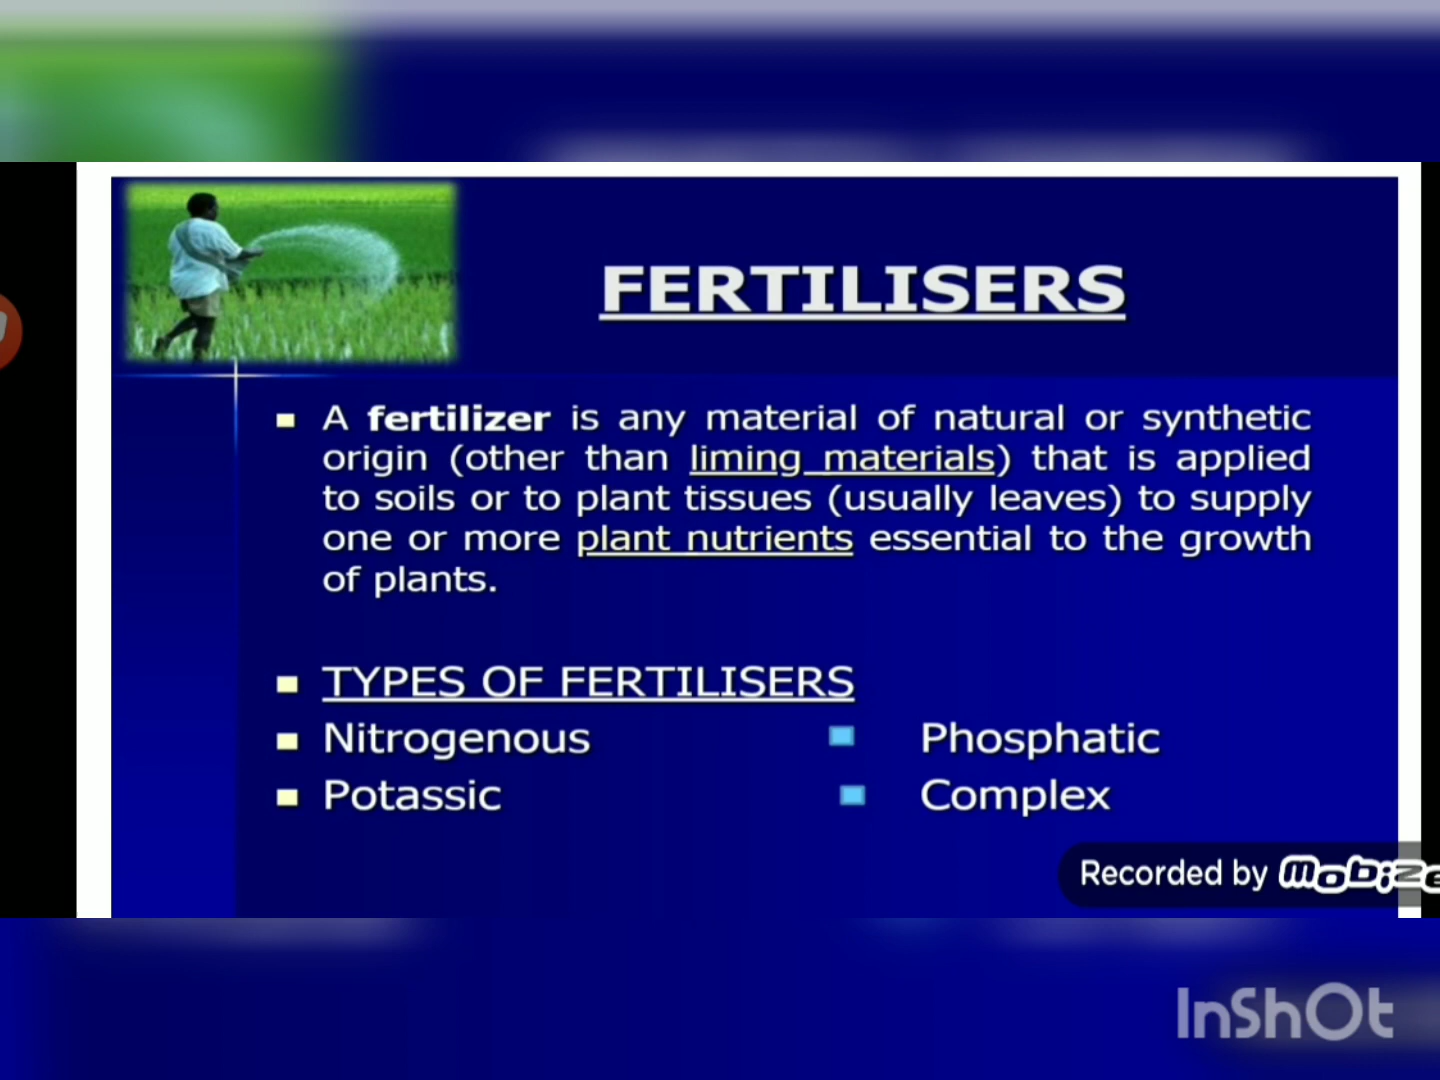 FERTILISERS
A fertilizer is any material of natural or synthetic
origin (other than liming materials) that is applied
to soils or to plant tissues (usually leaves) to supply
one or more plant nutrients essential to the growth
of plants.
TYPES OF FERTILISERS
Nitrogenous Phosphatic
Potassic Complex
Recorded by mobize
InShOt